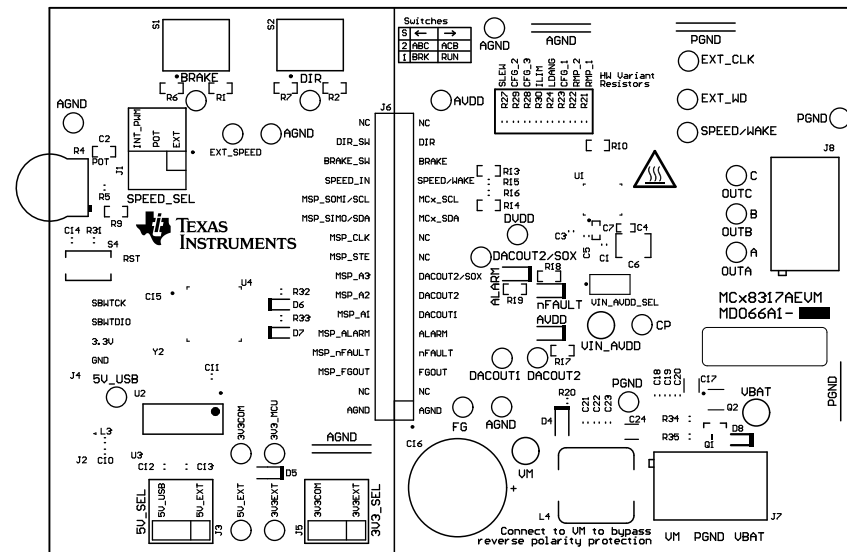 S1
S2
Switches
S ← →
2 ABC ACB
1 BRK RUN
AGND
AGND
PGND
BRAKE
DIR
R6
R1
R7
R2
SLEW
CFG_2
CFG_3
ILIM
LDANG
CFG_1
RMP_2
RMP_1
R27
R29
R28
R30
R24
R23
R22
R21
HW Variant
Resistors
EXT_CLK
EXT_WD
SPEED/WAKE
PGND
AVDD
AGND
J6
INT_PWM
POT
EXT
J1
SPEED_SEL
EXT_SPEED
AGND
C2
R4
POT
R5
R9
C14
R31
S4
RST
TEXAS
INSTRUMENTS
NC
DIR_SW
BRAKE_SW
SPEED_IN
MSP_SOMI/SCL
MSP_SIMO/SDA
MSP_CLK
MSP_STE
MSP_A3
MSP_A2
MSP_A1
MSP_ALARM
MSP_nFAULT
MSP_FGOUT
NC
AGND
NC
DIR
BRAKE
SPEED/WAKE
MCx_SCL
MCx_SDA
NC
NC
DACOUT2/SOX
DACOUT2
DACOUT1
ALARM
nFAULT
FGOUT
NC
AGND
R10
R13
R15
R16
R14
U1
DVDD
C3
C7
C4
C5
C1
C6
DACOUT2/SOX
ALARM
R18
R19
nFAULT
AVDD
R17
VIN_AVDD_SEL
VIN_AVDD
CP
J8
C
OUTC
B
OUTB
A
OUTA
MCx8317AEVM
MD066A1-
SBWTCK
SBWTDIO
3.3V
GND
J4
C15
U4
R32
D6
R33
D7
Y2
C11
5V_USB
U2
L3
J2
C10
U3
C12
C13
3V3COM
3V3_MCU
D5
AGND
5V_SEL
5V_USB
5V_EXT
J3
5V_EXT
3V3EXT
J5
3V3COM
3V3EXT
3V3_SEL
DACOUT1
DACOUT2
FG
AGND
C16
VM
+
R20
D4
C21
C22
C23
PGND
C24
C18
C19
C20
C17
VBAT
R34
R35
Q2
Q1
D8
PGND
L4
J7
VM PGND VBAT
Connect to VM to bypass
reverse polarity protection